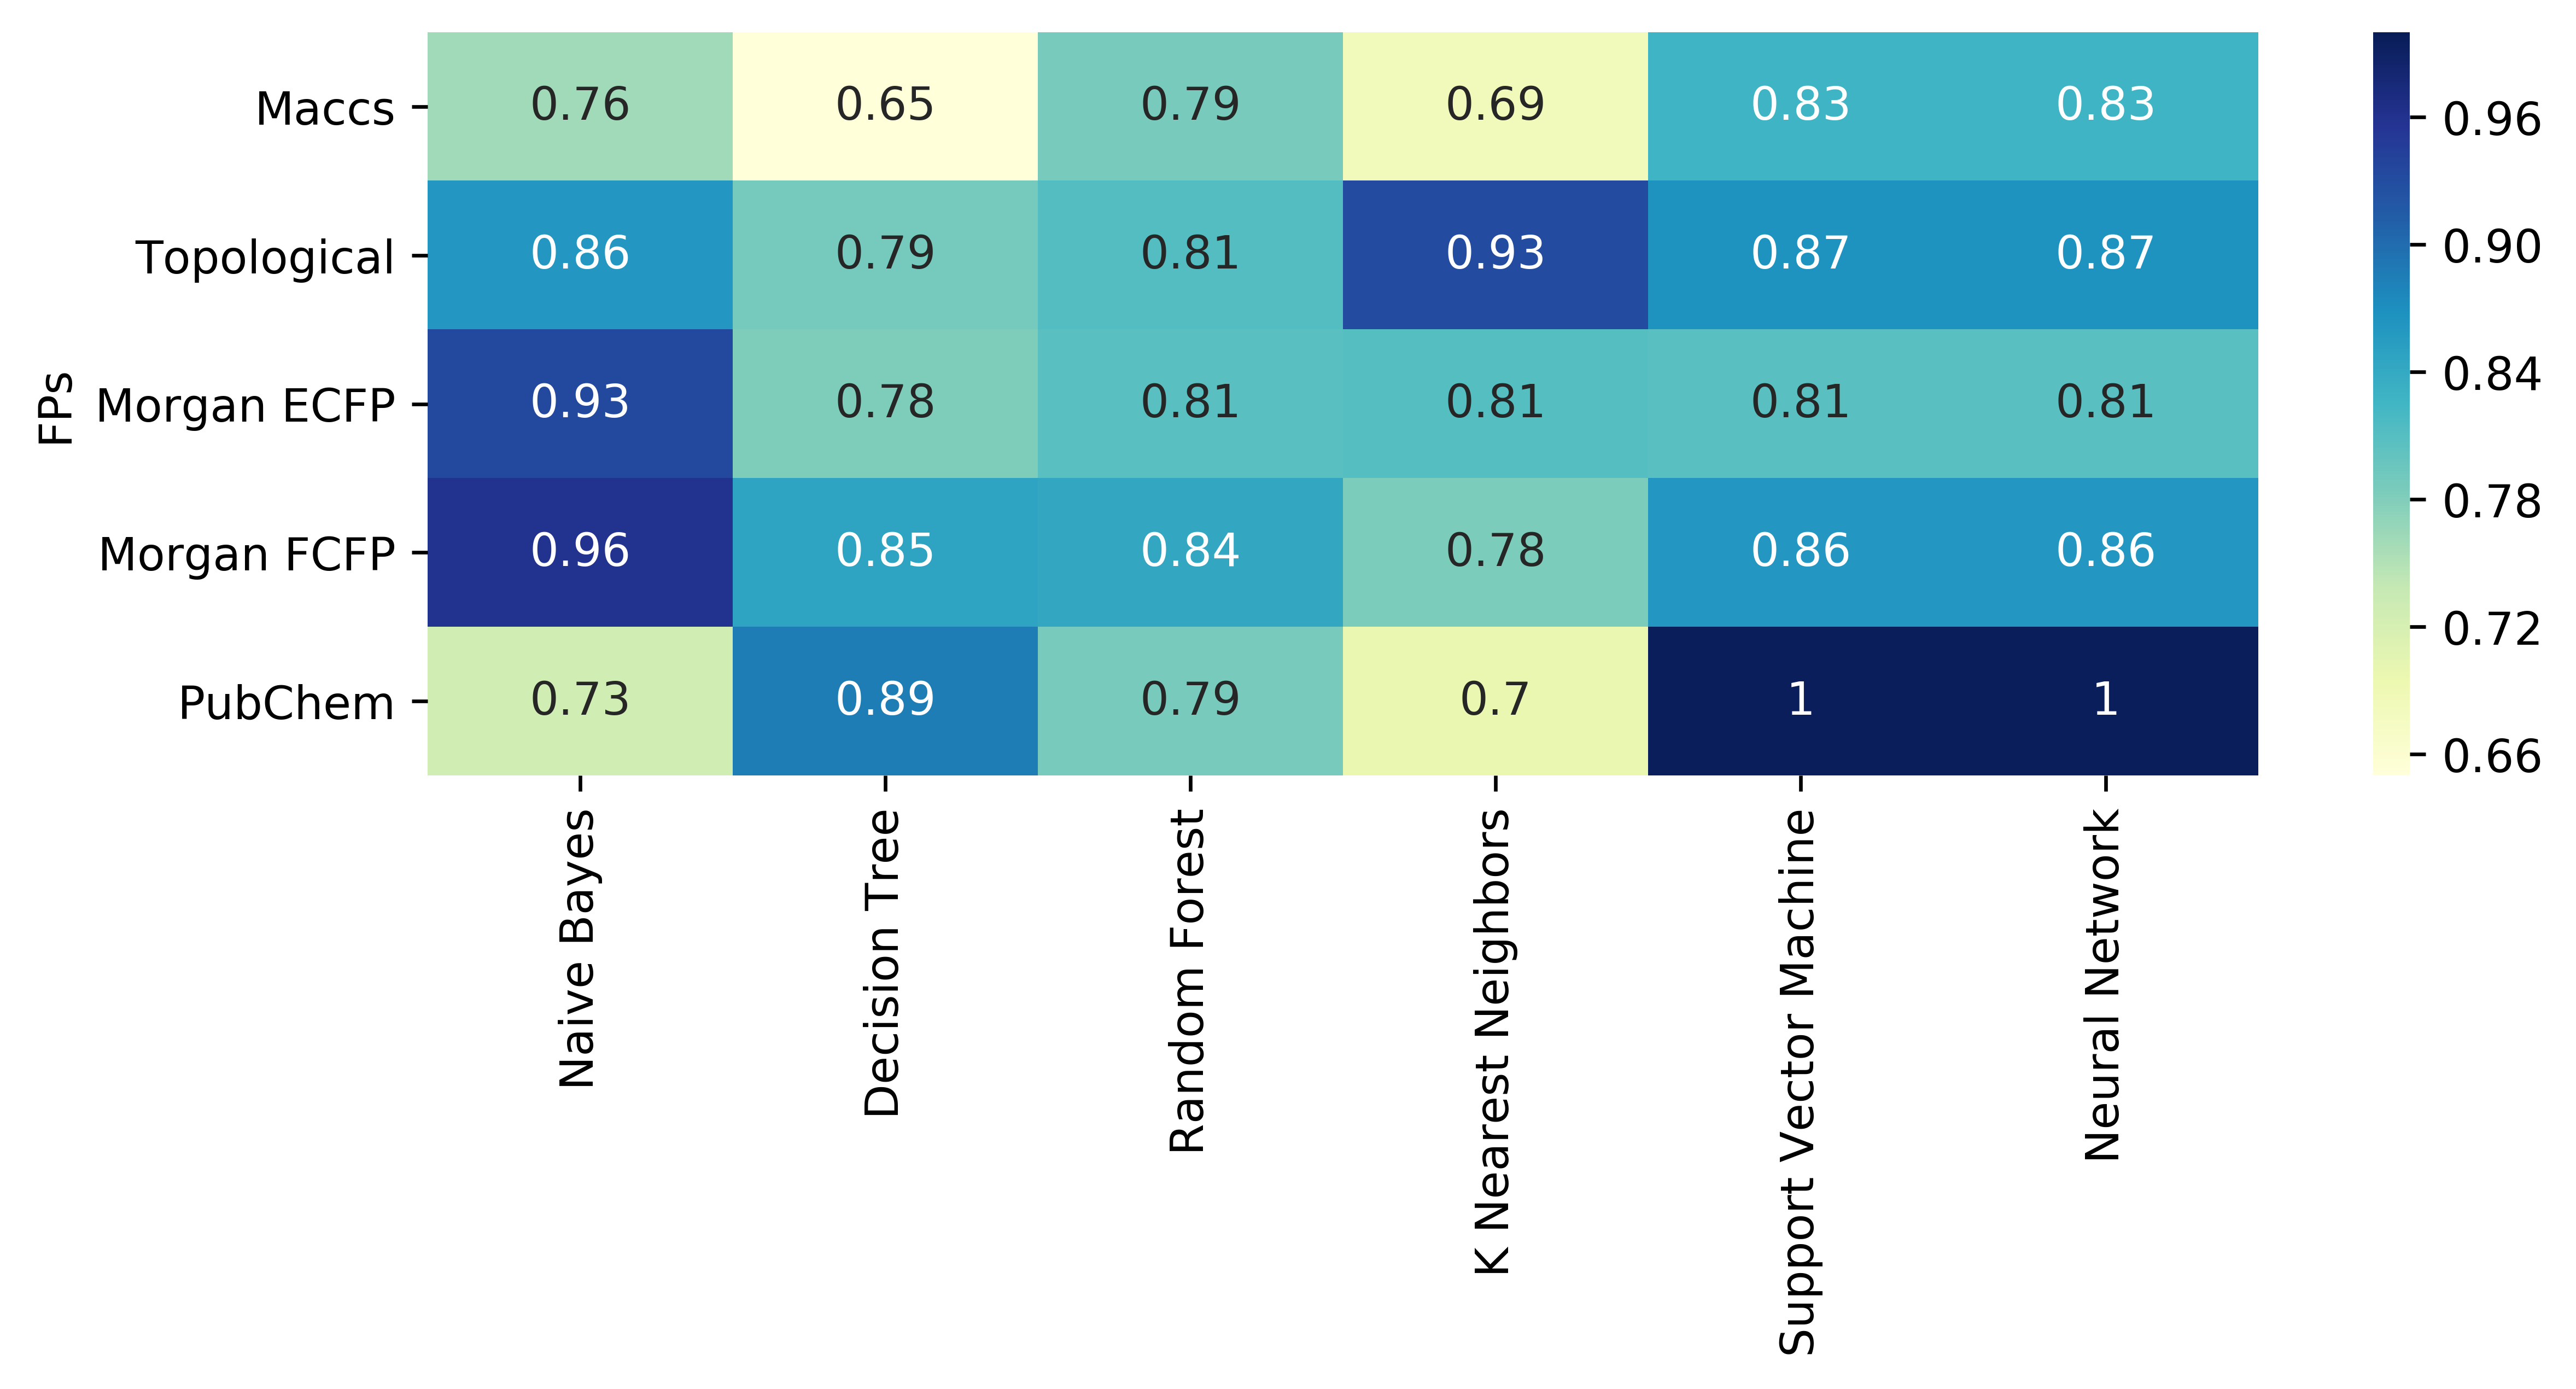 Maccs 0.76 0.65 0.79 0.69 0.83 0.83
Topological 0.86 0.79 0.81 0.93 0.87 0.87
Morgan ECFP 0.93 0.78 0.81 0.81 0.81 0.81
Morgan FCFP 0.96 0.85 0.84 0.78 0.86 0.86
PubChem 0.73 0.89 0.79 0.7 1 1
FPs
Naive Bayes
Decision Tree
Random Forest
K Nearest Neighbors
Support Vector Machine
Neural Network
0.96
0.90
0.84
0.78
0.72
0.66